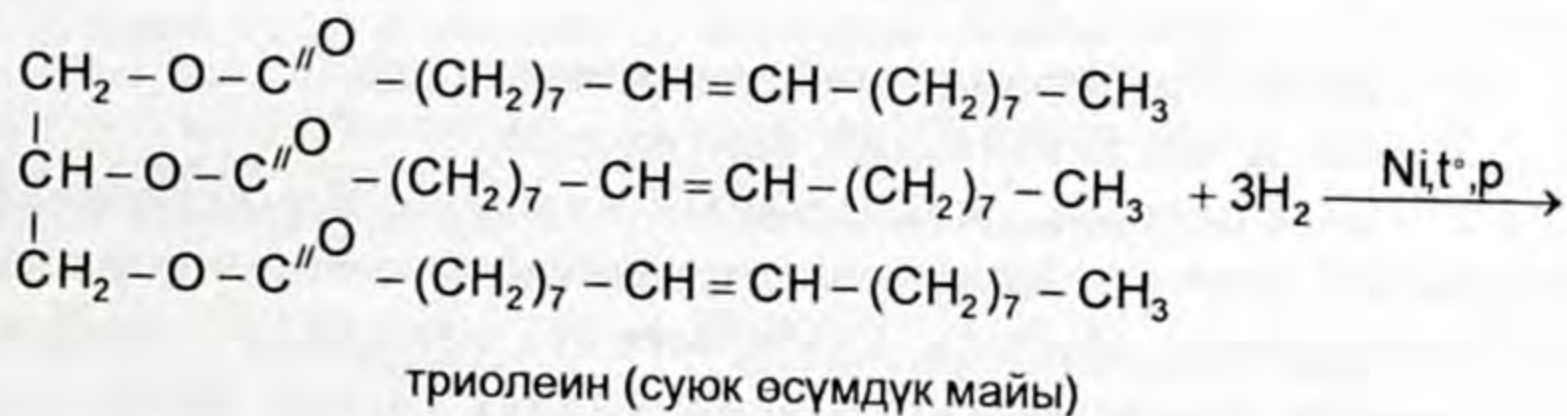 CH₂ – O – C⫽O – (CH₂)₇ – CH = CH – (CH₂)₇ – CH₃
|
CH – O – C⫽O – (CH₂)₇ – CH = CH – (CH₂)₇ – CH₃ + 3H₂ Ni,t°,p →
|
CH₂ – O – C⫽O – (CH₂)₇ – CH = CH – (CH₂)₇ – CH₃
триолеин (суюк өсүмдүк майы)